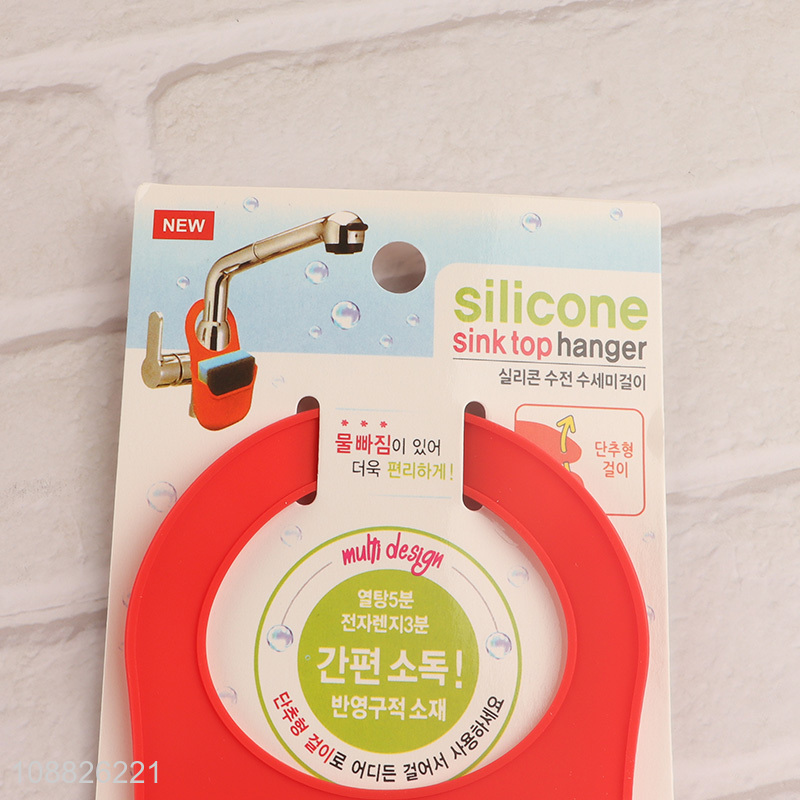 NEW
silicone
sink top hanger
실리콘 수전 수세미걸이
단추형
걸이
물빠짐이 있어
더욱 편리하게!
multi design
열탕5분
전자렌지3분
간편 소독!
반영구적 소재
단추형 걸이로 어디든 걸어서 사용하세요
108826221